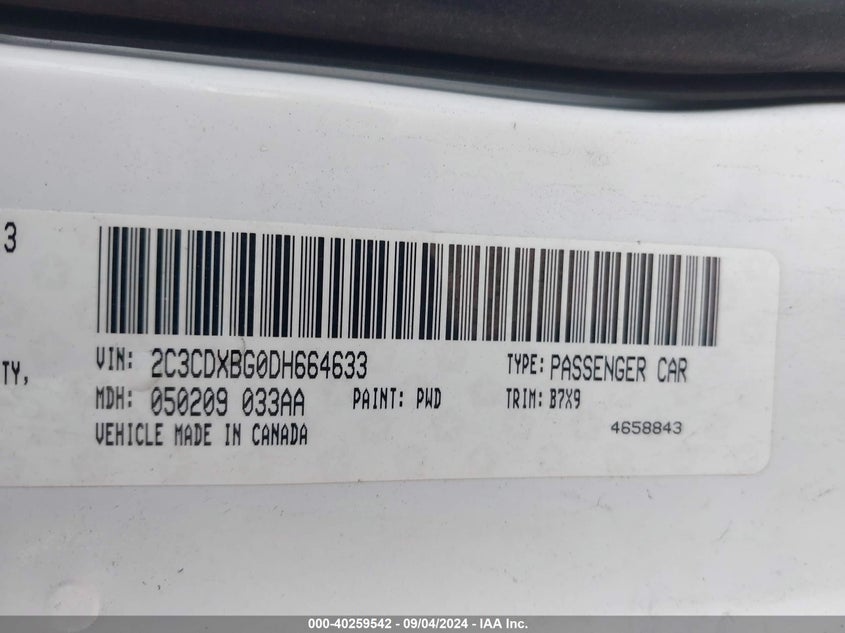 3
TY,
VIN: 2C3CDXBG0DH664633 TYPE: PASSENGER CAR
MDH: 050209 033AA PAINT: PWD TRIM: B7X9
VEHICLE MADE IN CANADA 4658843
000-40259542 - 09/04/2024 - IAA Inc.